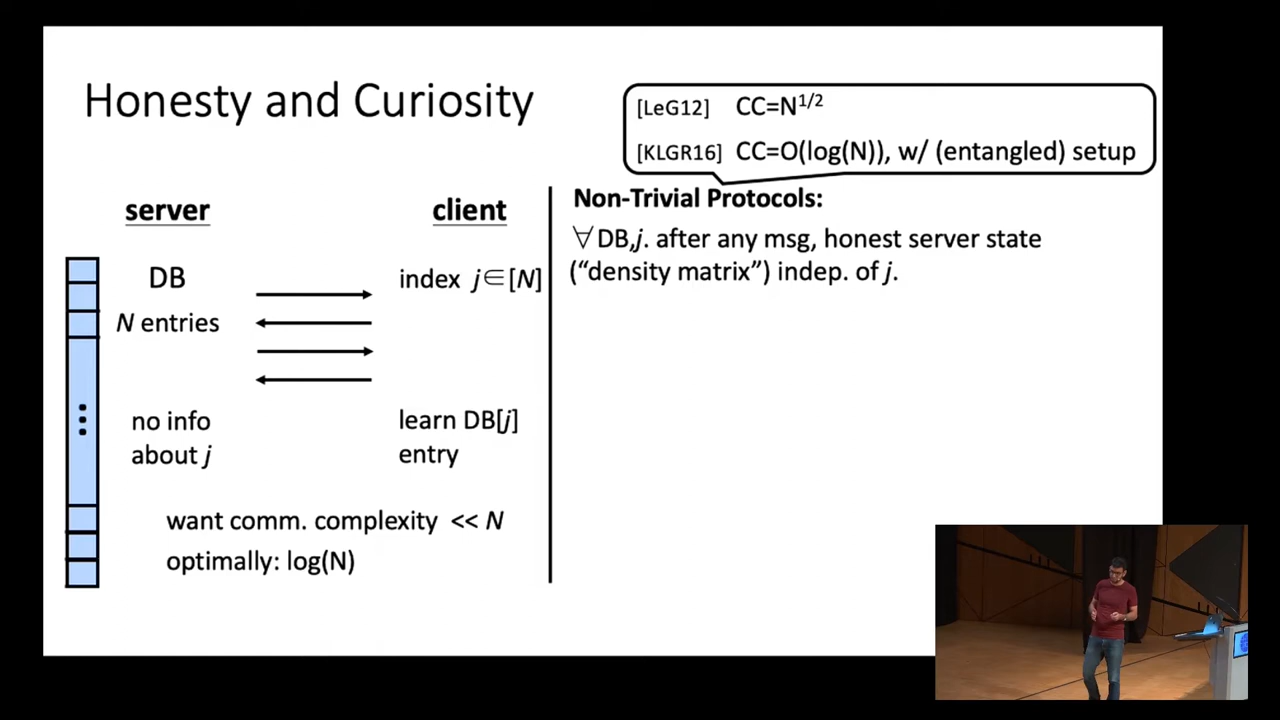 Honesty and Curiosity
[LeG12] CC=N^1/2
[KLGR16] CC=O(log(N)), w/ (entangled) setup
server
client
DB
index j∈[N]
N entries
no info
about j
learn DB[j]
entry
want comm. complexity << N
optimally: log(N)
Non-Trivial Protocols:
∀DB,j. after any msg, honest server state
("density matrix") indep. of j.